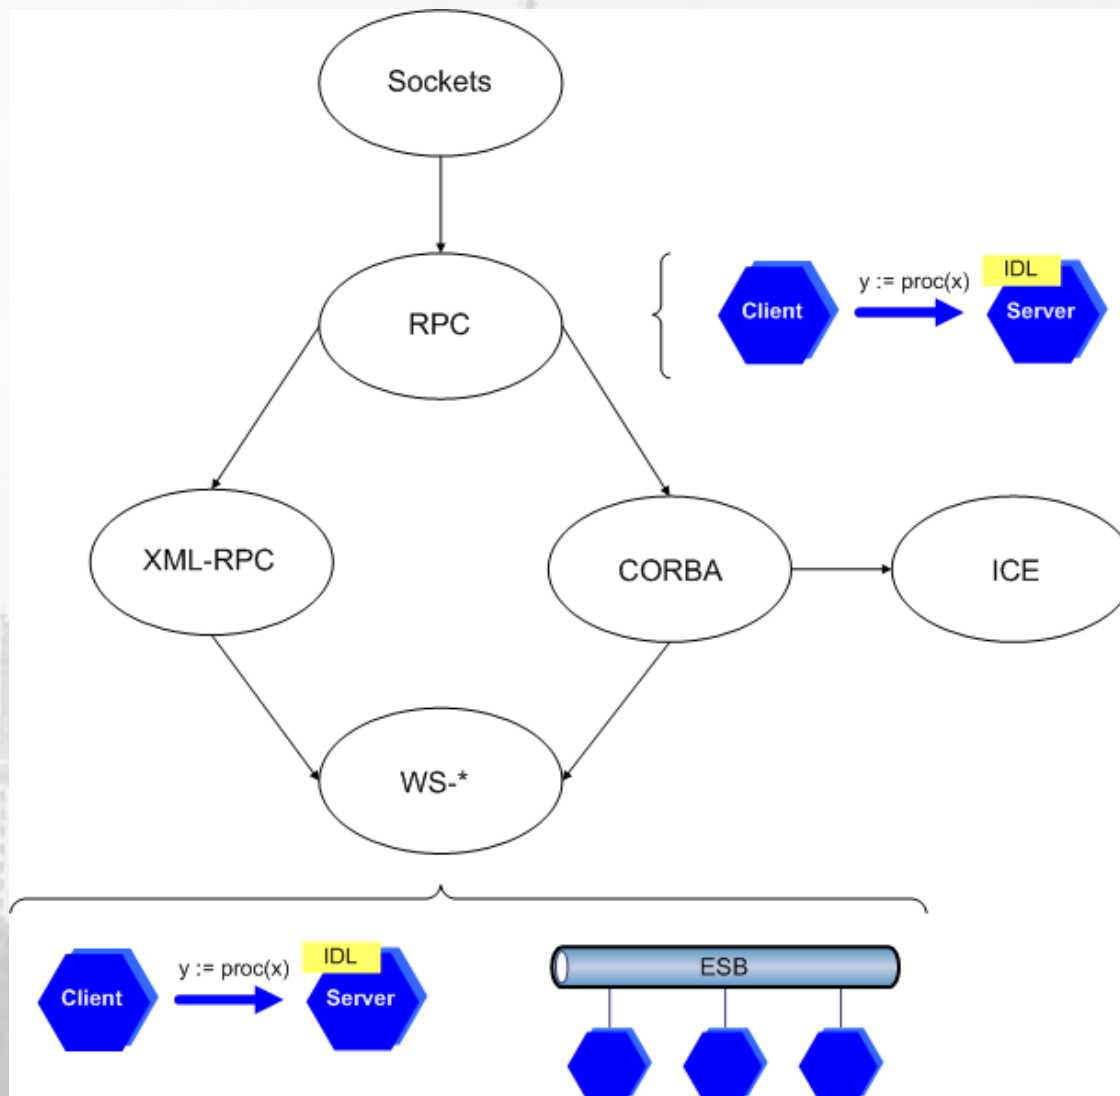 Sockets
RPC
IDL
y := proc(x)
Client
Server
XML-RPC
CORBA
ICE
WS-*
IDL
y := proc(x)
Client
Server
ESB